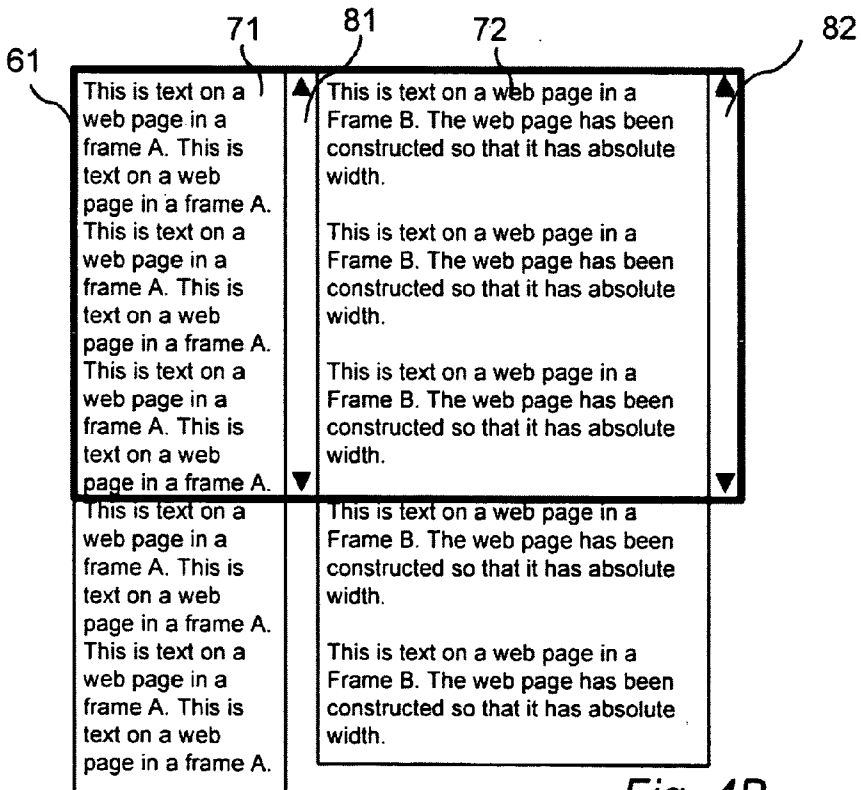 71
81
72
82
61
This is text on a
web page in a
frame A. This is
text on a web
page in a frame A.
This is text on a
web page in a
frame A. This is
text on a web
page in a frame A.
This is text on a
web page in a
frame A. This is
text on a web
page in a frame A.
This is text on a
web page in a
frame A. This is
text on a web
page in a frame A.
This is text on a
web page in a
frame A. This is
text on a web
page in a frame A.
This is text on a web page in a
Frame B. The web page has been
constructed so that it has absolute
width.
This is text on a web page in a
Frame B. The web page has been
constructed so that it has absolute
width.
This is text on a web page in a
Frame B. The web page has been
constructed so that it has absolute
width.
This is text on a web page in a
Frame B. The web page has been
constructed so that it has absolute
width.
This is text on a web page in a
Frame B. The web page has been
constructed so that it has absolute
width.
Fig. 4B